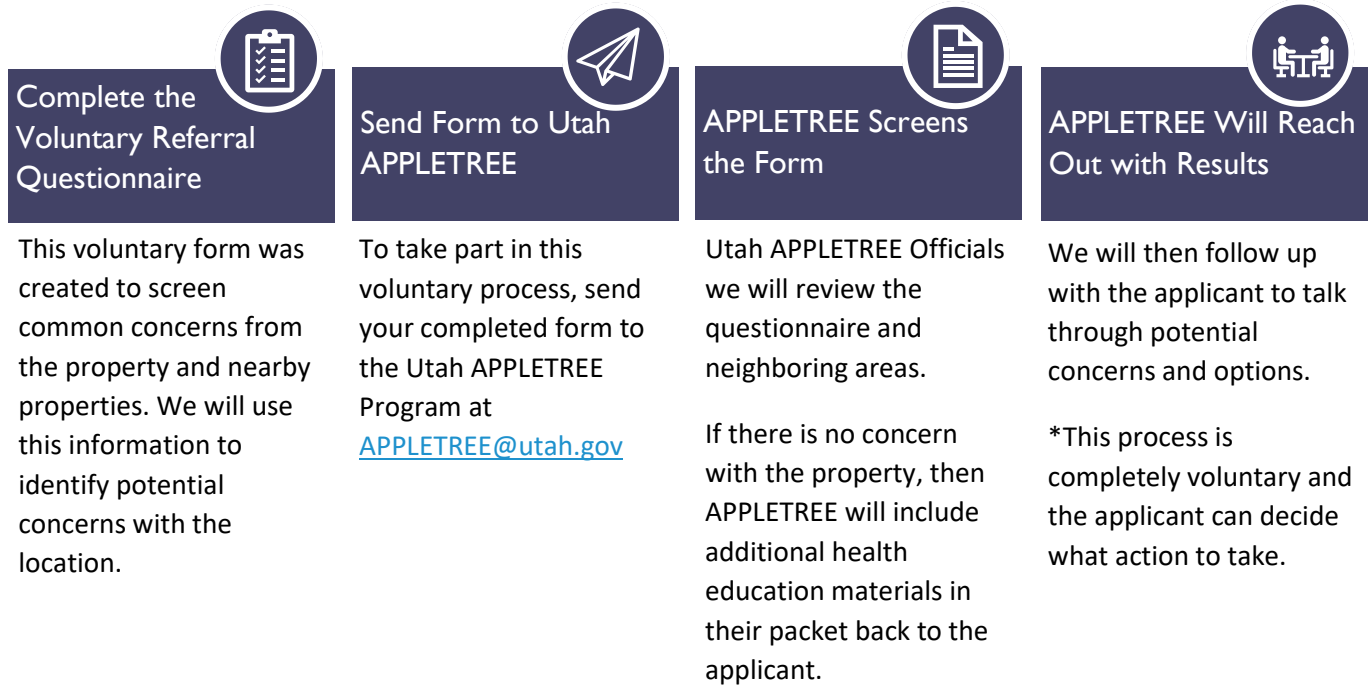 Complete the
Voluntary Referral
Questionnaire
This voluntary form was
created to screen
common concerns from
the property and nearby
properties. We will use
this information to
identify potential
concerns with the
location.
Send Form to Utah
APPLETREE
To take part in this
voluntary process, send
your completed form to
the Utah APPLETREE
Program at
APPLETREE@utah.gov
APPLETREE Screens
the Form
Utah APPLETREE Officials
we will review the
questionnaire and
neighboring areas.
If there is no concern
with the property, then
APPLETREE will include
additional health
education materials in
their packet back to the
applicant.
APPLETREE Will Reach
Out with Results
We will then follow up
with the applicant to talk
through potential
concerns and options.
*This process is
completely voluntary and
the applicant can decide
what action to take.